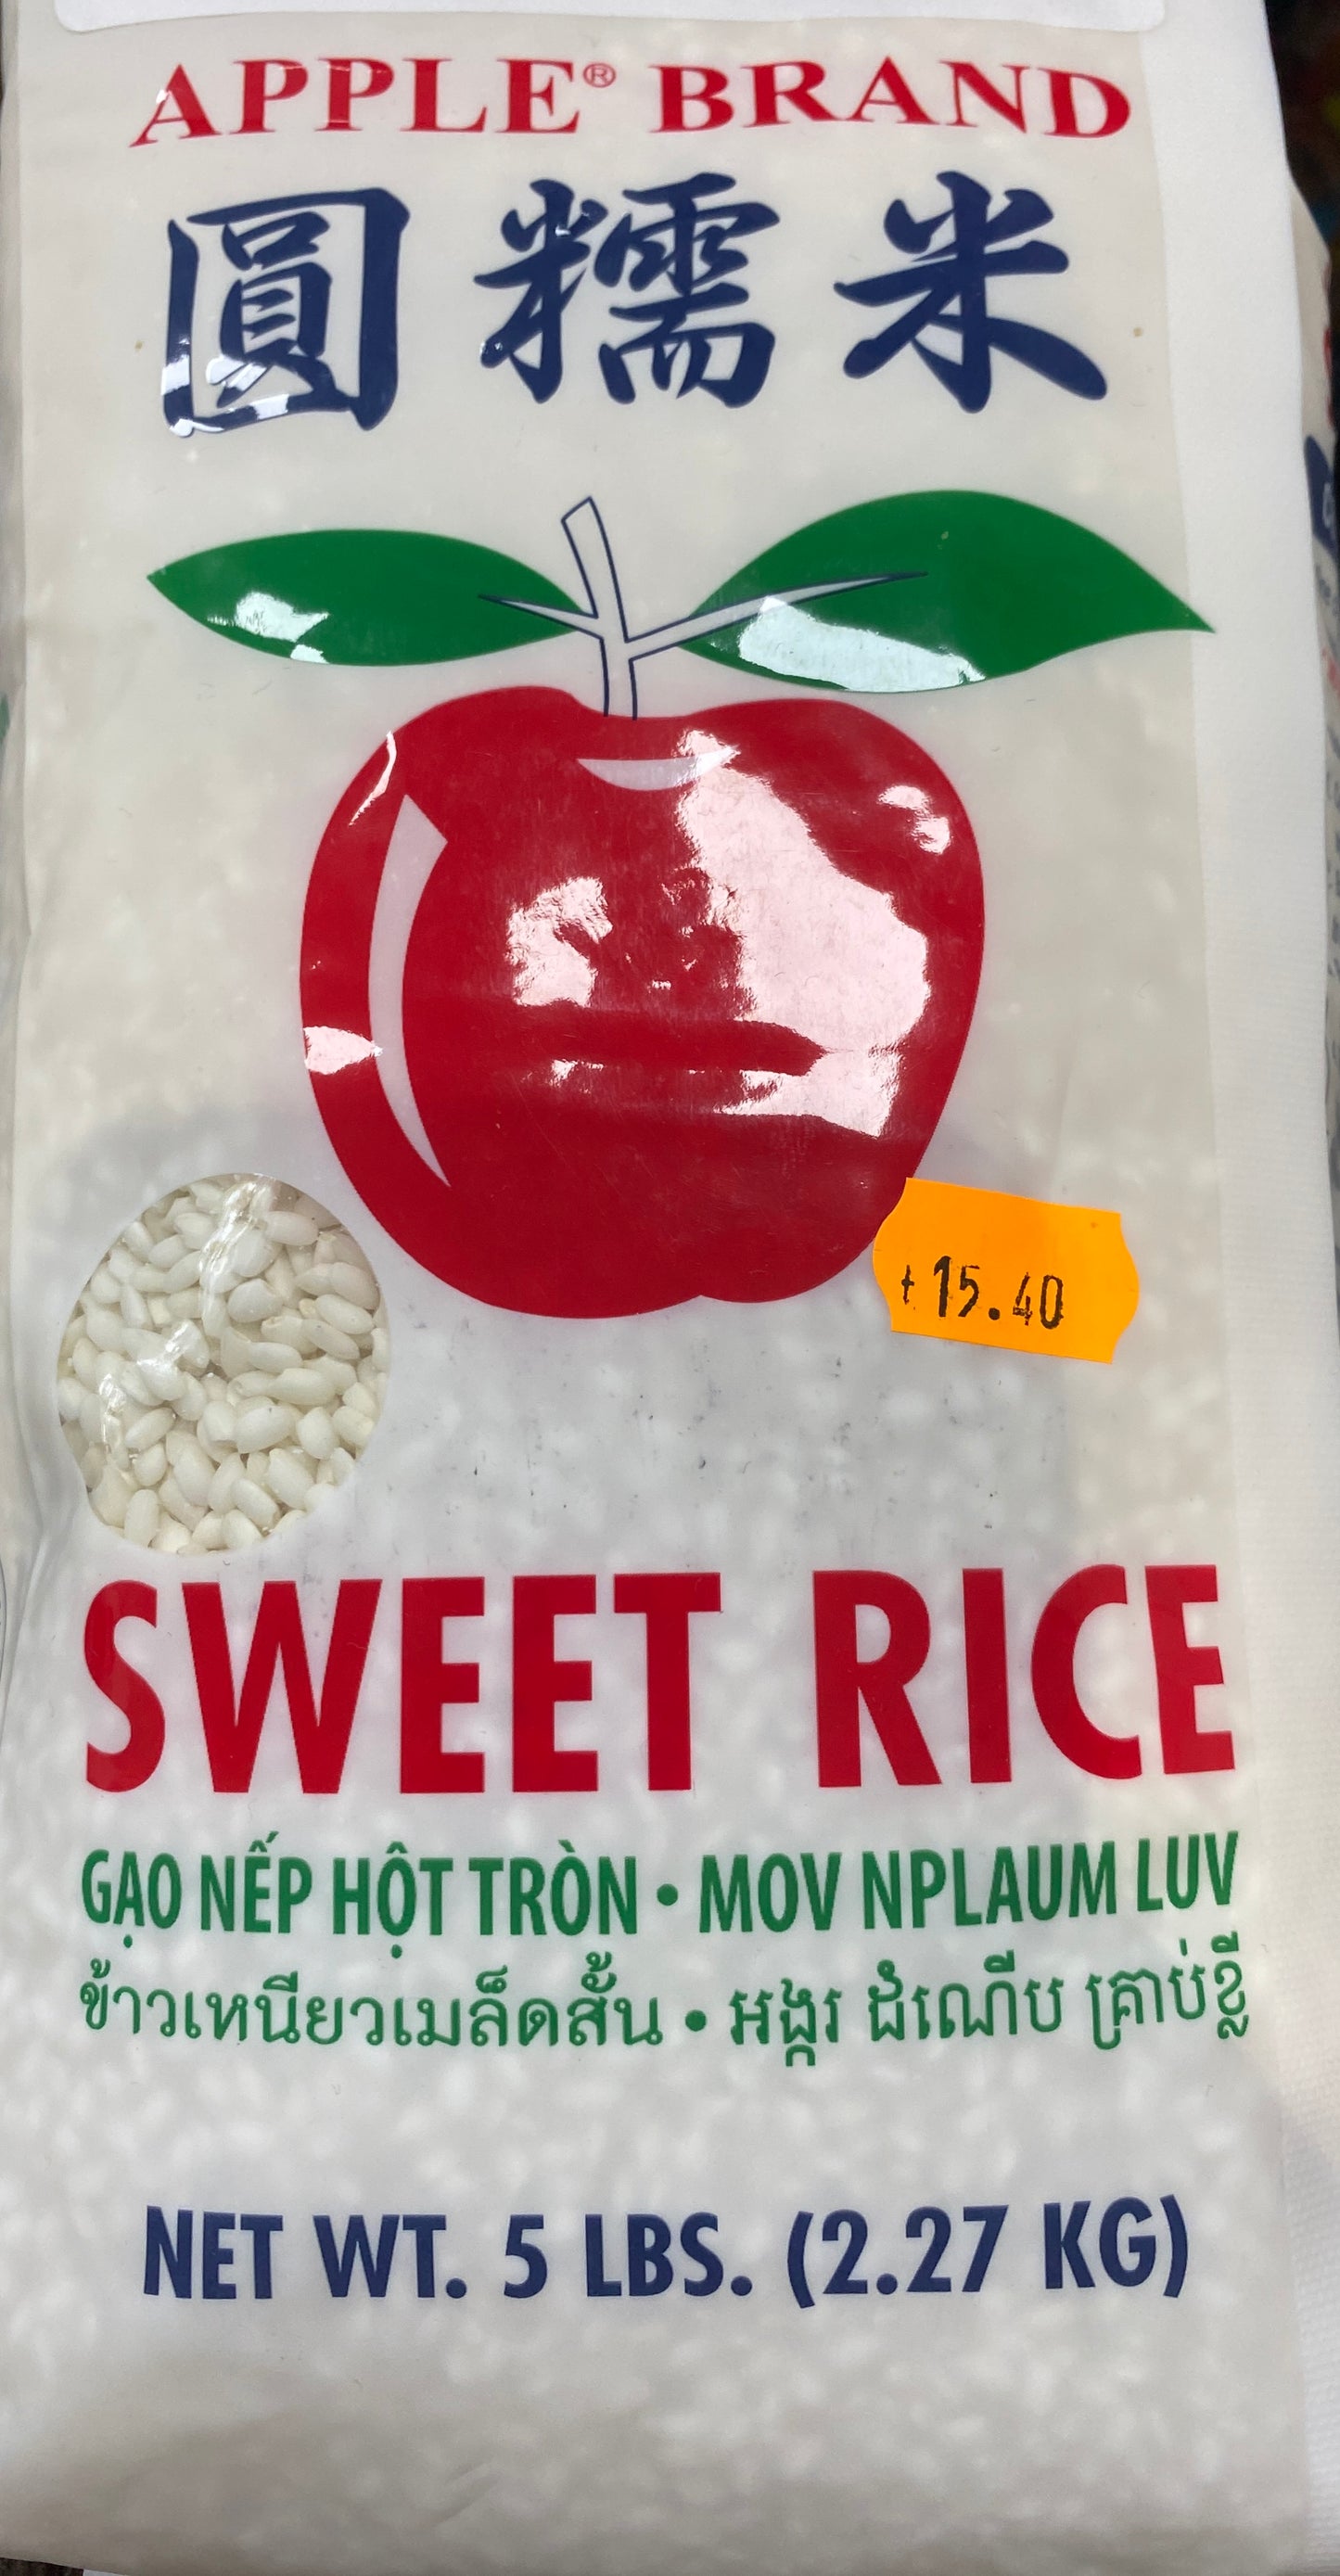 APPLE® BRAND
圓糯米
15.40
SWEET RICE
GẠO NẾP HỘT TRÒN • MOV NPLAUM LUV
ข้าวเหนียวเมล็ดสั้น • អង្ករ ដំណើប គ្រាប់ខ្លី
NET WT. 5 LBS. (2.27 KG)